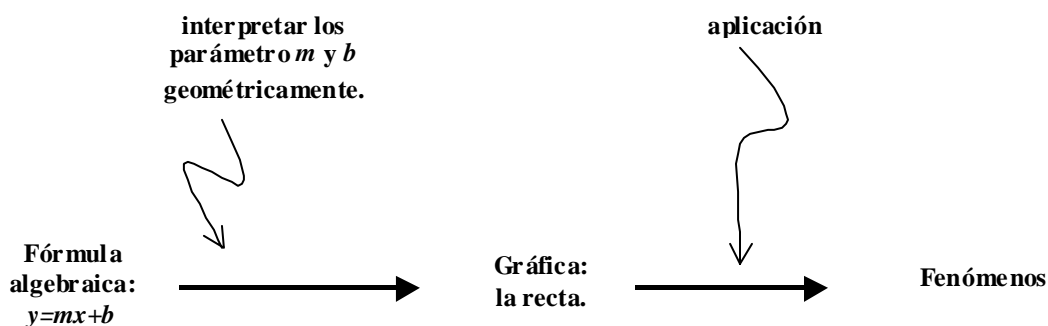 interpretar los
parámetro m y b
geométricamente.
aplicación
Fórmula
algebraica:
y=mx+b
Gráfica:
la recta.
Fenómenos